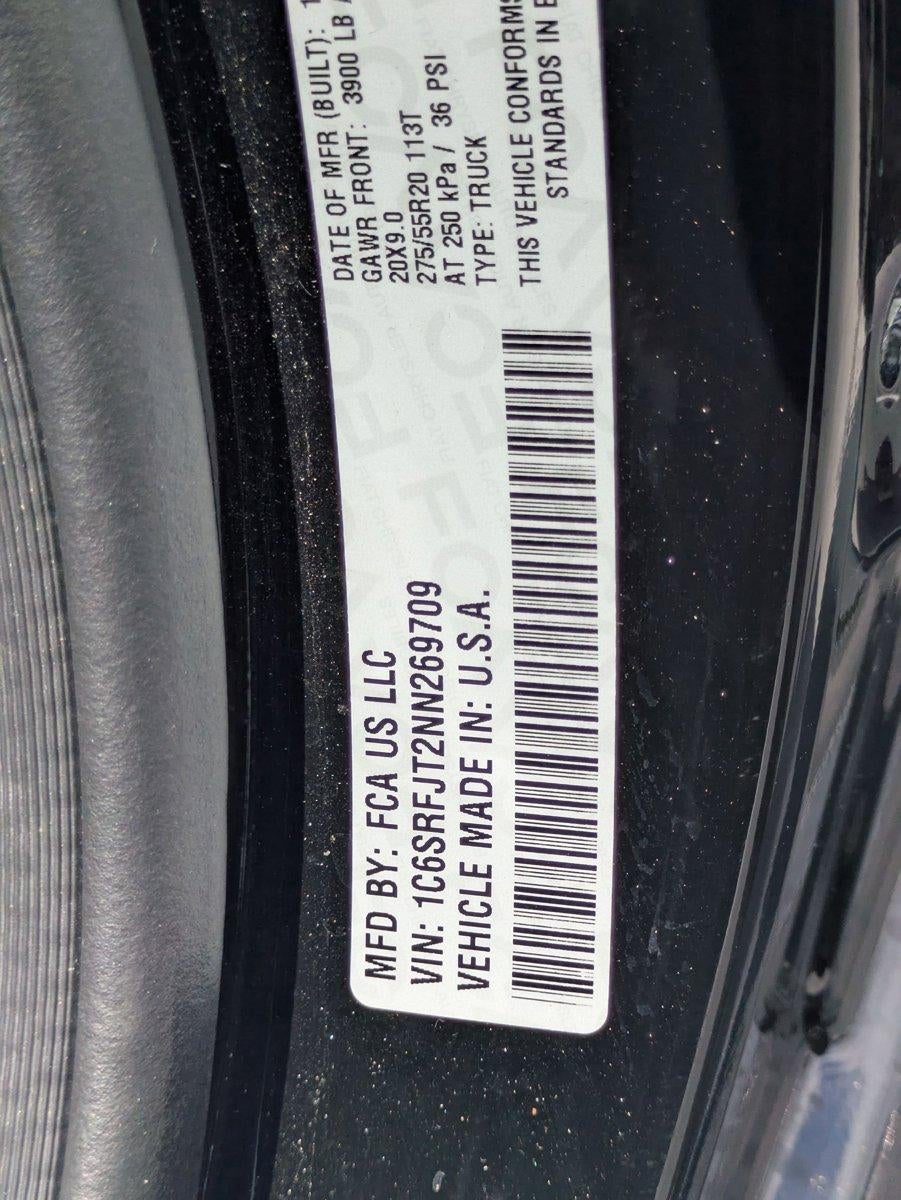 MFD BY: FCA US LLC
VIN: 1C6SRFJT2NN269709
VEHICLE MADE IN: U.S.A.
DATE OF MFR (BUILT): 1
GAWR FRONT: 3900 LB
20X9.0
275/55R20 113T
AT 250 kPa / 36 PSI
TYPE: TRUCK
THIS VEHICLE CONFORMS
STANDARDS IN